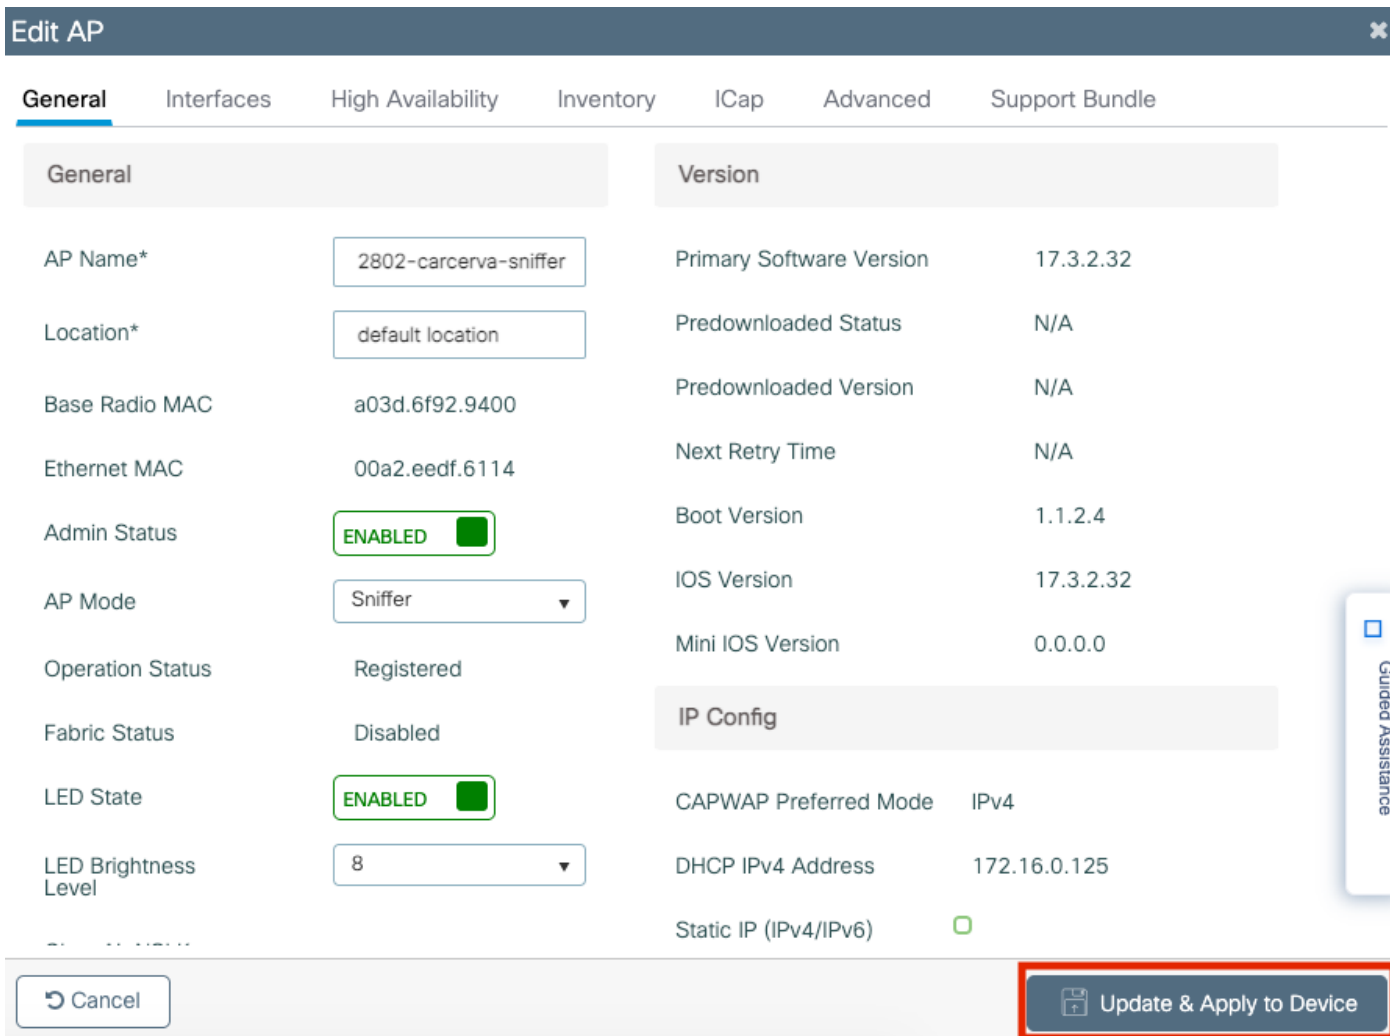 Edit AP
General Interfaces High Availability Inventory ICap Advanced Support Bundle
General
AP Name* 2802-carcerva-sniffer
Location* default location
Base Radio MAC a03d.6f92.9400
Ethernet MAC 00a2.eedf.6114
Admin Status ENABLED
AP Mode Sniffer
Operation Status Registered
Fabric Status Disabled
LED State ENABLED
LED Brightness Level 8
Version
Primary Software Version 17.3.2.32
Predownloaded Status N/A
Predownloaded Version N/A
Next Retry Time N/A
Boot Version 1.1.2.4
IOS Version 17.3.2.32
Mini IOS Version 0.0.0.0
IP Config
CAPWAP Preferred Mode IPv4
DHCP IPv4 Address 172.16.0.125
Static IP (IPv4/IPv6)
Guided Assistance
Cancel
Update & Apply to Device